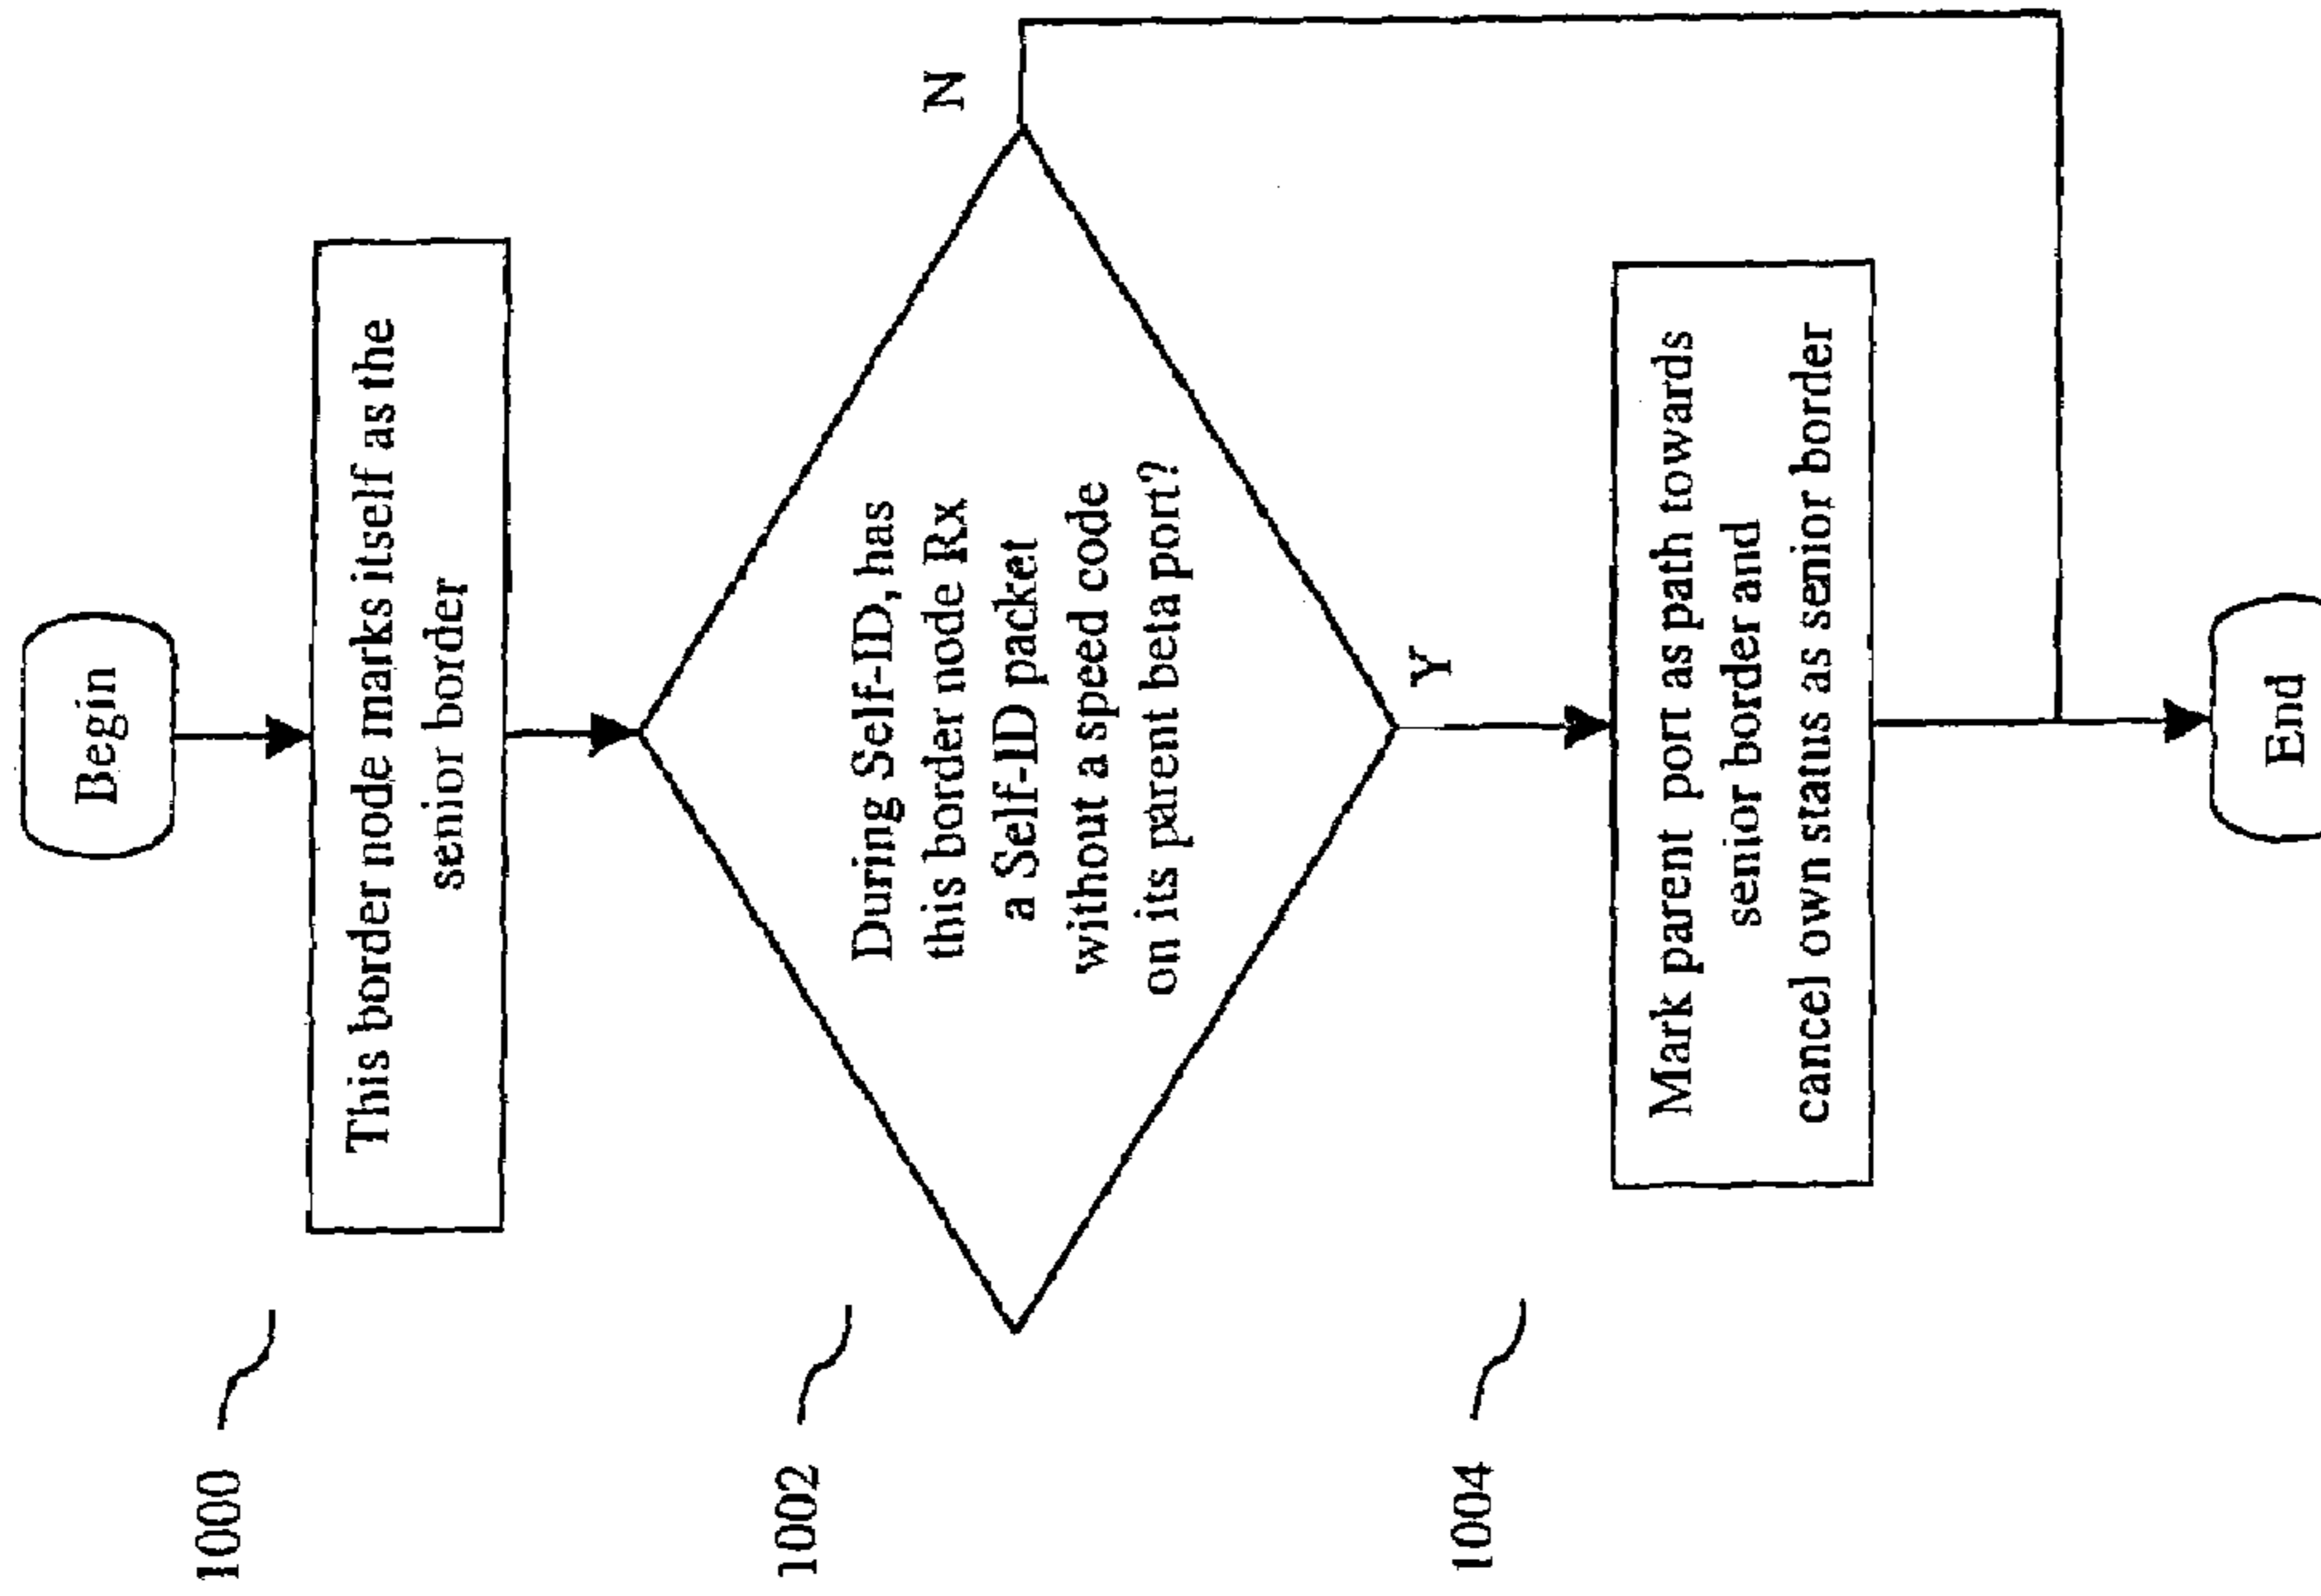 Begin
1000
This border node marks itself as the
senior border
1002
During Self-ID, has
this border node Rx
a Self-ID packet
without a speed code
on its parent beta port?
N
Y
1004
Mark parent port as path towards
senior border and
cancel own status as senior border
End